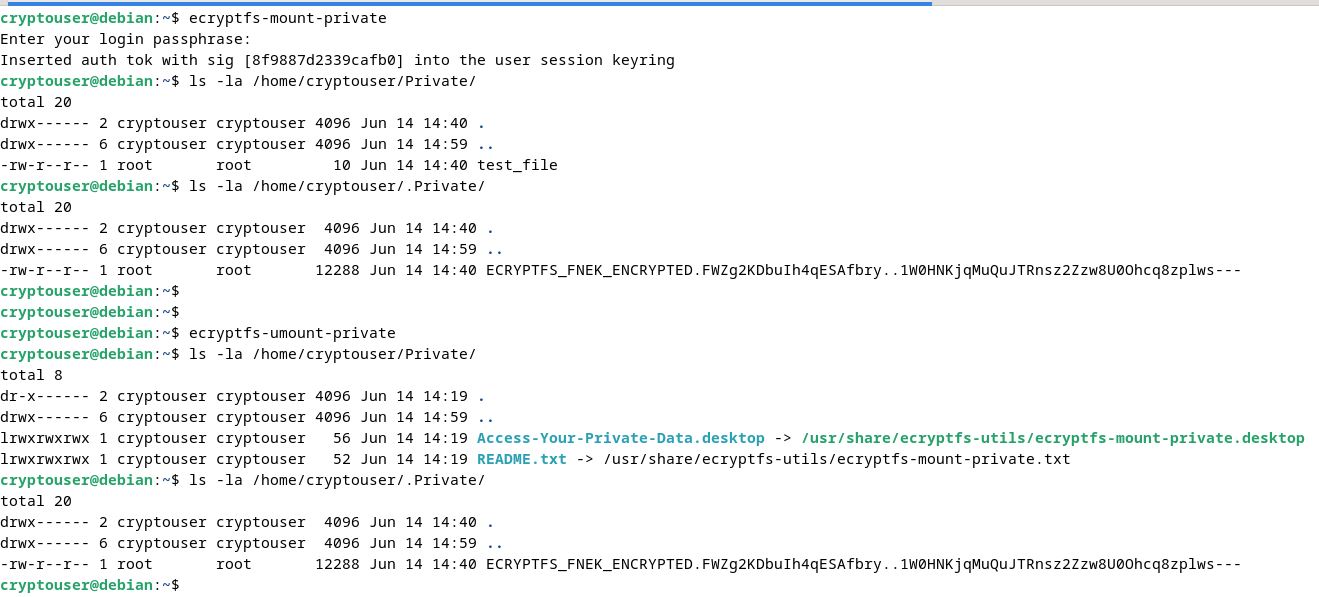 cryptouser@debian:~$ ecryptfs-mount-private
Enter your login passphrase:
Inserted auth tok with sig [8f9887d2339cafb0] into the user session keyring
cryptouser@debian:~$ ls -la /home/cryptouser/Private/
total 20
drwx------ 2 cryptouser cryptouser 4096 Jun 14 14:40 .
drwx------ 6 cryptouser cryptouser 4096 Jun 14 14:59 ..
-rw-r--r-- 1 root       root         10 Jun 14 14:40 test_file
cryptouser@debian:~$ ls -la /home/cryptouser/.Private/
total 20
drwx------ 2 cryptouser cryptouser  4096 Jun 14 14:40 .
drwx------ 6 cryptouser cryptouser  4096 Jun 14 14:59 ..
-rw-r--r-- 1 root       root       12288 Jun 14 14:40 ECRYPTFS_FNEK_ENCRYPTED.FWZg2KDbuIh4qESAfbry..1W0HNKjqMuQuJTRnsz2Zzw8U0Ohcq8zplws---
cryptouser@debian:~$
cryptouser@debian:~$
cryptouser@debian:~$ ecryptfs-umount-private
cryptouser@debian:~$ ls -la /home/cryptouser/Private/
total 8
dr-x------ 2 cryptouser cryptouser 4096 Jun 14 14:19 .
drwx------ 6 cryptouser cryptouser 4096 Jun 14 14:59 ..
lrwxrwxrwx 1 cryptouser cryptouser   56 Jun 14 14:19 Access-Your-Private-Data.desktop -> /usr/share/ecryptfs-utils/ecryptfs-mount-private.desktop
lrwxrwxrwx 1 cryptouser cryptouser   52 Jun 14 14:19 README.txt -> /usr/share/ecryptfs-utils/ecryptfs-mount-private.txt
cryptouser@debian:~$ ls -la /home/cryptouser/.Private/
total 20
drwx------ 2 cryptouser cryptouser  4096 Jun 14 14:40 .
drwx------ 6 cryptouser cryptouser  4096 Jun 14 14:59 ..
-rw-r--r-- 1 root       root       12288 Jun 14 14:40 ECRYPTFS_FNEK_ENCRYPTED.FWZg2KDbuIh4qESAfbry..1W0HNKjqMuQuJTRnsz2Zzw8U0Ohcq8zplws---
cryptouser@debian:~$